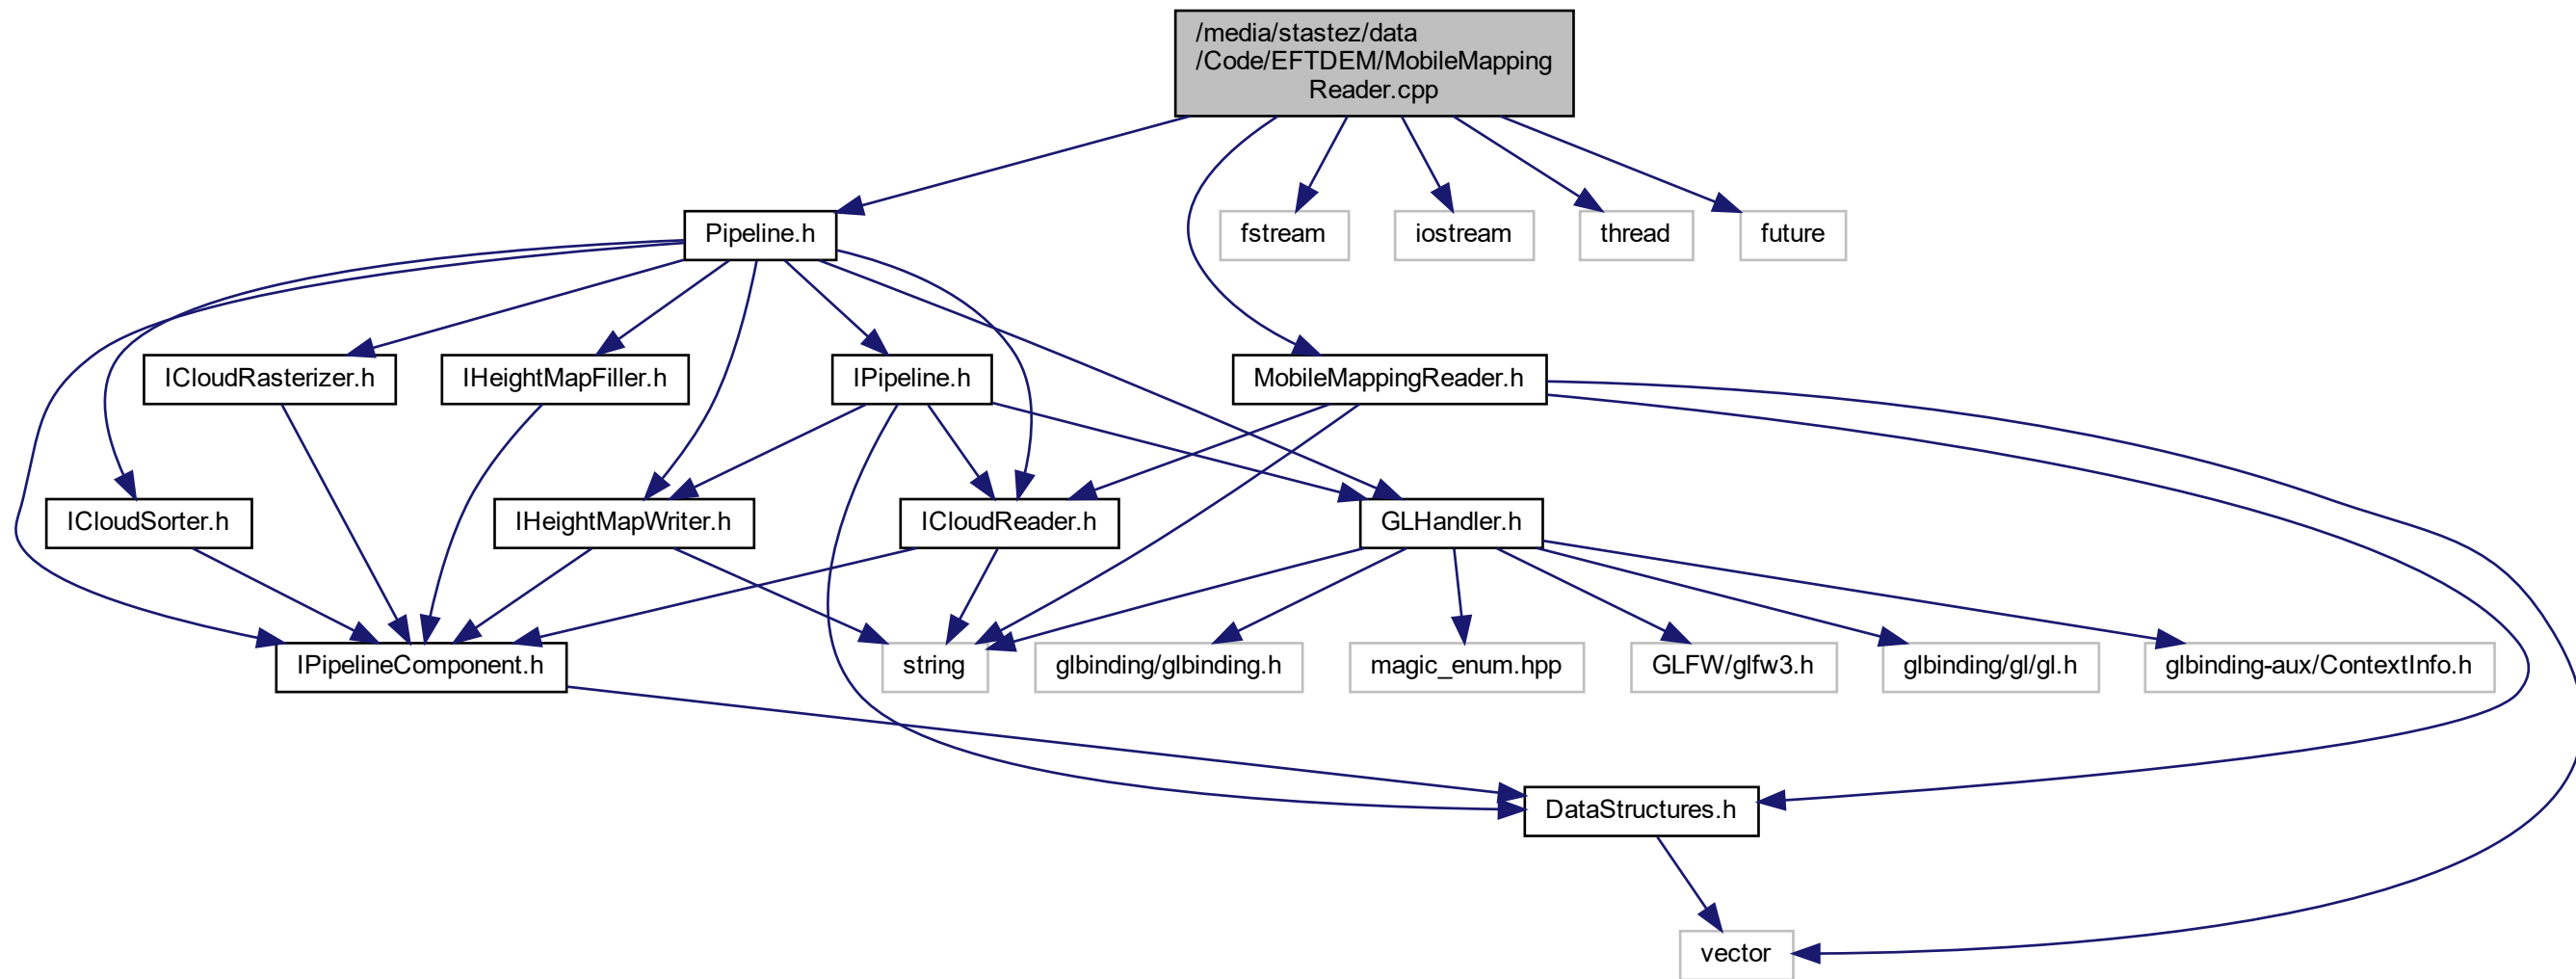 /media/stastez/data
/Code/EFTDEM/MobileMapping
Reader.cpp
Pipeline.h
fstream
iostream
thread
future
ICloudRasterizer.h
IHeightMapFiller.h
IPipeline.h
MobileMappingReader.h
ICloudSorter.h
IHeightMapWriter.h
ICloudReader.h
GLHandler.h
IPipelineComponent.h
string
glbinding/glbinding.h
magic_enum.hpp
GLFW/glfw3.h
glbinding/gl/gl.h
glbinding-aux/ContextInfo.h
DataStructures.h
vector